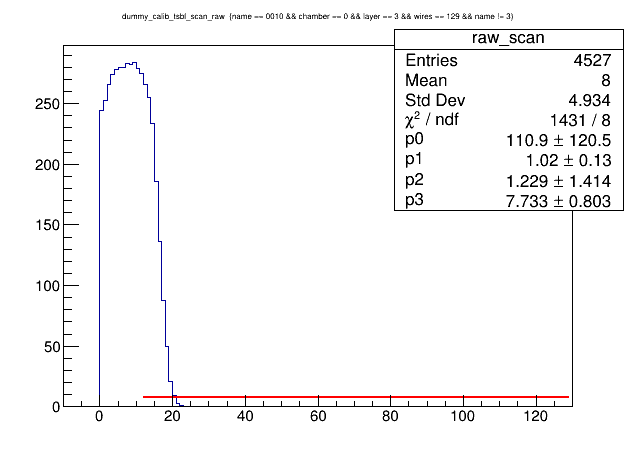 dummy_calib_tsbl_scan_raw {name == 0010 && chamber == 0 && layer == 3 && wires == 129 && name != 3}
raw_scan
Entries 4527
Mean 8
Std Dev 4.934
χ² / ndf 1431 / 8
p0 110.9 ± 120.5
p1 1.02 ± 0.13
p2 1.229 ± 1.414
p3 7.733 ± 0.803
250
200
150
100
50
0
0 20 40 60 80 100 120